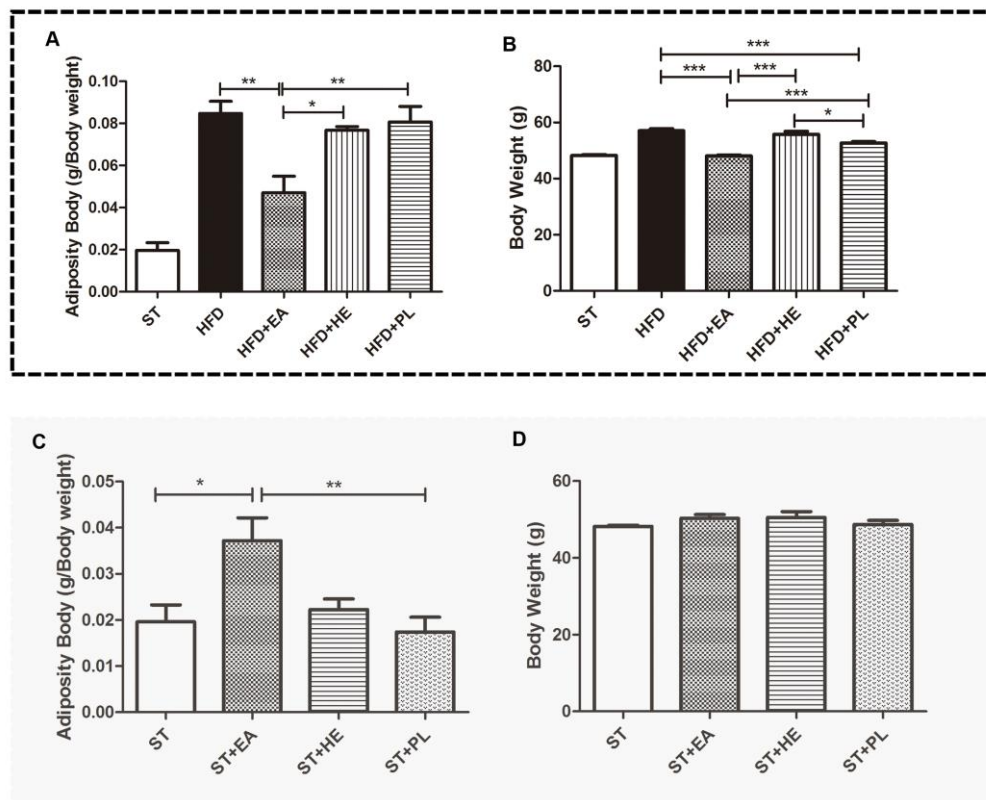 A
Adiposity Body (g/Body weight)
0.10
0.08
0.06
0.04
0.02
0.00
** **
*
ST HFD HFD+EA HFD+HE HFD+PL
B
Body Weight (g)
80
60
40
20
0
***
*** ***
***
*
ST HFD HFD+EA HFD+HE HFD+PL
C
Adiposity Body (g/Body weight)
0.05
0.04
0.03
0.02
0.01
0.00
* **
ST ST+EA ST+HE ST+PL
D
Body Weight (g)
60
40
20
0
ST ST+EA ST+HE ST+PL